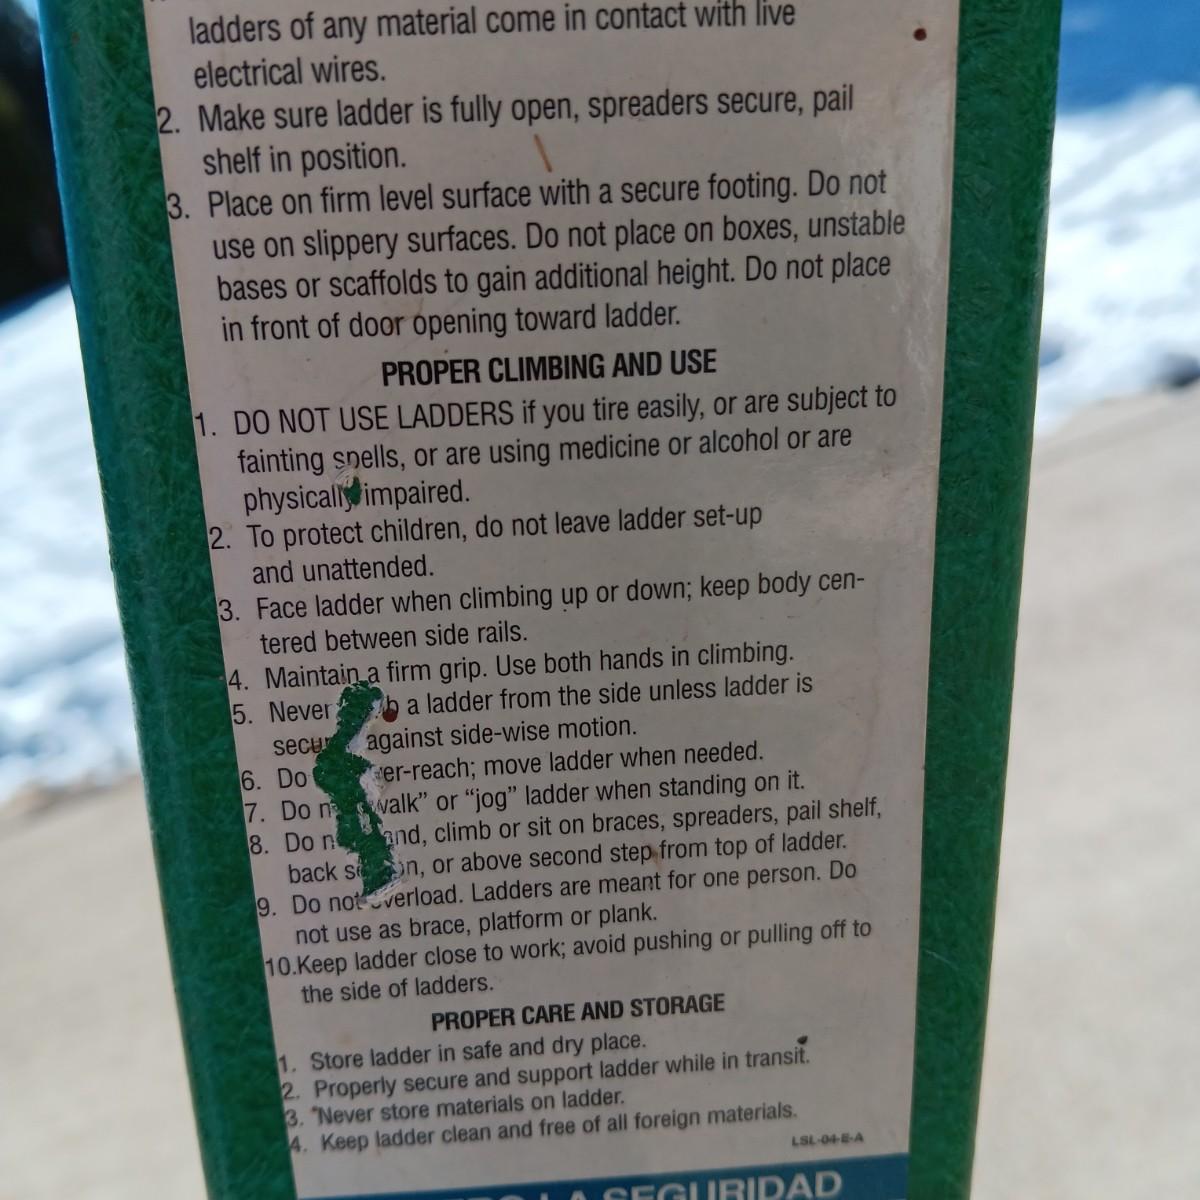 ladders of any material come in contact with live
electrical wires.
2. Make sure ladder is fully open, spreaders secure, pail
shelf in position.
3. Place on firm level surface with a secure footing. Do not
use on slippery surfaces. Do not place on boxes, unstable
bases or scaffolds to gain additional height. Do not place
in front of door opening toward ladder.
PROPER CLIMBING AND USE
1. DO NOT USE LADDERS if you tire easily, or are subject to
fainting spells, or are using medicine or alcohol or are
physically impaired.
2. To protect children, do not leave ladder set-up
and unattended.
3. Face ladder when climbing up or down; keep body cen-
tered between side rails.
4. Maintain a firm grip. Use both hands in climbing.
5. Never a ladder from the side unless ladder is
against side-wise motion.
6. Do er-reach; move ladder when needed.
7. Do walk” or “jog” ladder when standing on it.
8. Do climb or sit on braces, spreaders, pail shelf,
back or above second step from top of ladder.
9. Do not overload. Ladders are meant for one person. Do
not use as brace, platform or plank.
10.Keep ladder close to work; avoid pushing or pulling off to
the side of ladders.
PROPER CARE AND STORAGE
1. Store ladder in safe and dry place.
2. Properly secure and support ladder while in transit.
3. Never store materials on ladder.
4. Keep ladder clean and free of all foreign materials.
LSL-04-E-A
LA SEGURIDAD